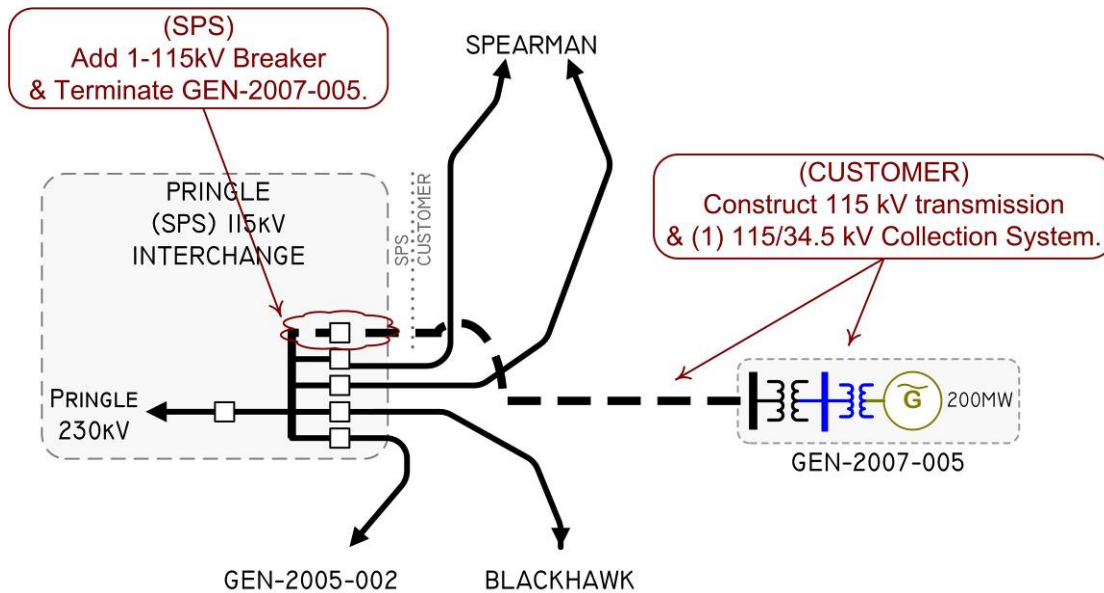 (SPS)
Add 1-115kV Breaker
& Terminate GEN-2007-005.
SPEARMAN
(CUSTOMER)
Construct 115 kV transmission
& (1) 115/34.5 kV Collection System.
PRINGLE
(SPS) 115kV
INTERCHANGE
SPS
CUSTOMER
PRINGLE
230kV
G
200MW
GEN-2007-005
GEN-2005-002
BLACKHAWK